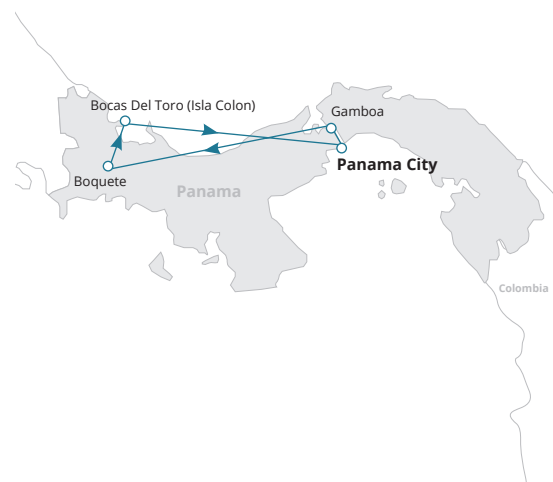 Bocas Del Toro (Isla Colon)
Gamboa
Panama City
Boquete
Panama
Colombia